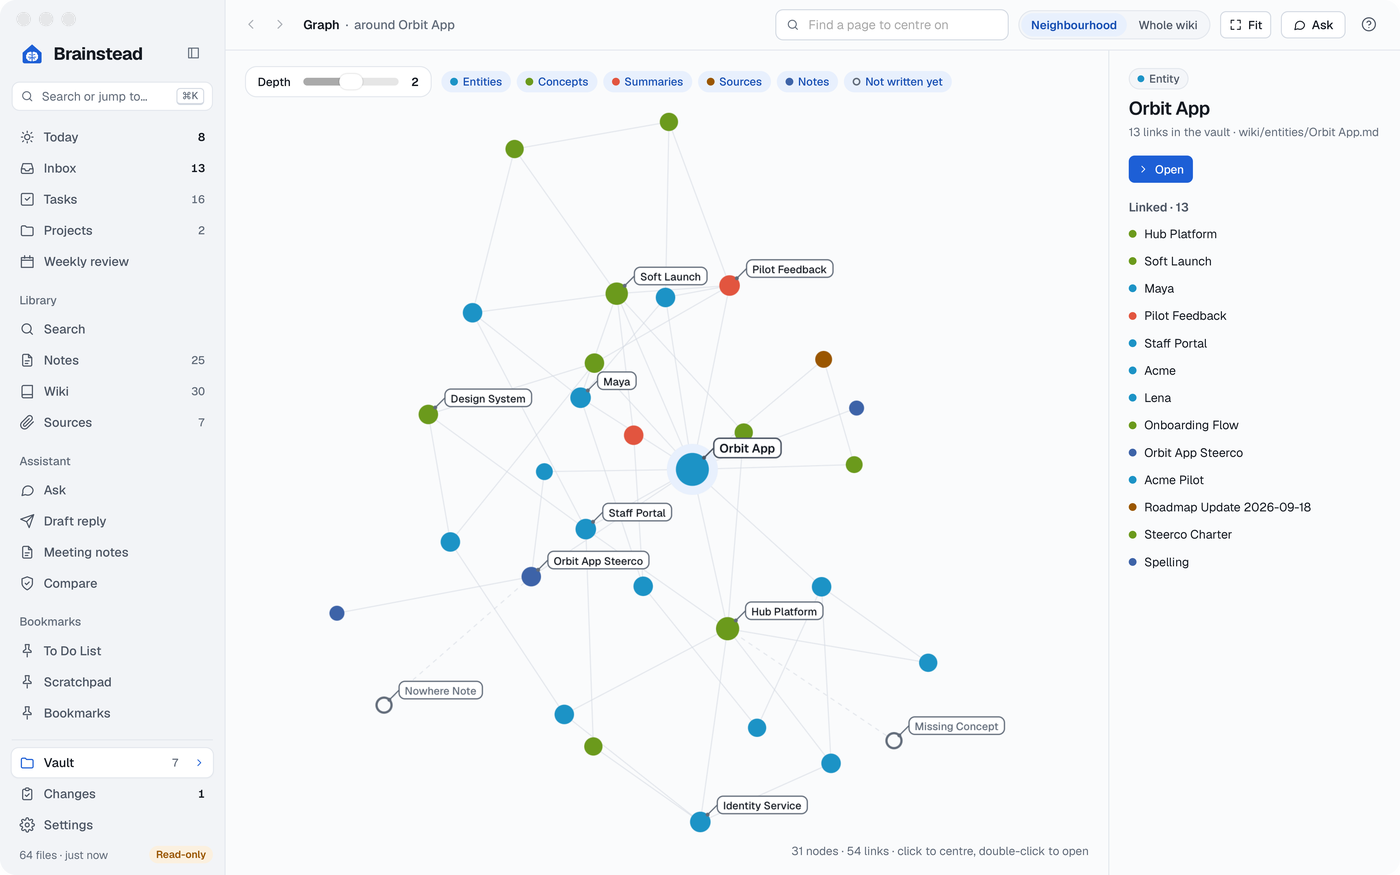 Brainstead
Search or jump to... ⌘K
Today 8
Inbox 13
Tasks 16
Projects 2
Weekly review
Library
Search
Notes 25
Wiki 30
Sources 7
Assistant
Ask
Draft reply
Meeting notes
Compare
Bookmarks
To Do List
Scratchpad
Bookmarks
Vault 7
Changes 1
Settings
64 files · just now Read-only
Graph · around Orbit App
Find a page to centre on
Neighbourhood Whole wiki
Fit
Ask
Depth 2
Entities
Concepts
Summaries
Sources
Notes
Not written yet
Soft Launch
Pilot Feedback
Maya
Design System
Orbit App
Staff Portal
Orbit App Steerco
Hub Platform
Nowhere Note
Missing Concept
Identity Service
31 nodes · 54 links · click to centre, double-click to open
Entity
Orbit App
13 links in the vault · wiki/entities/Orbit App.md
Open
Linked · 13
Hub Platform
Soft Launch
Maya
Pilot Feedback
Staff Portal
Acme
Lena
Onboarding Flow
Orbit App Steerco
Acme Pilot
Roadmap Update 2026-09-18
Steerco Charter
Spelling